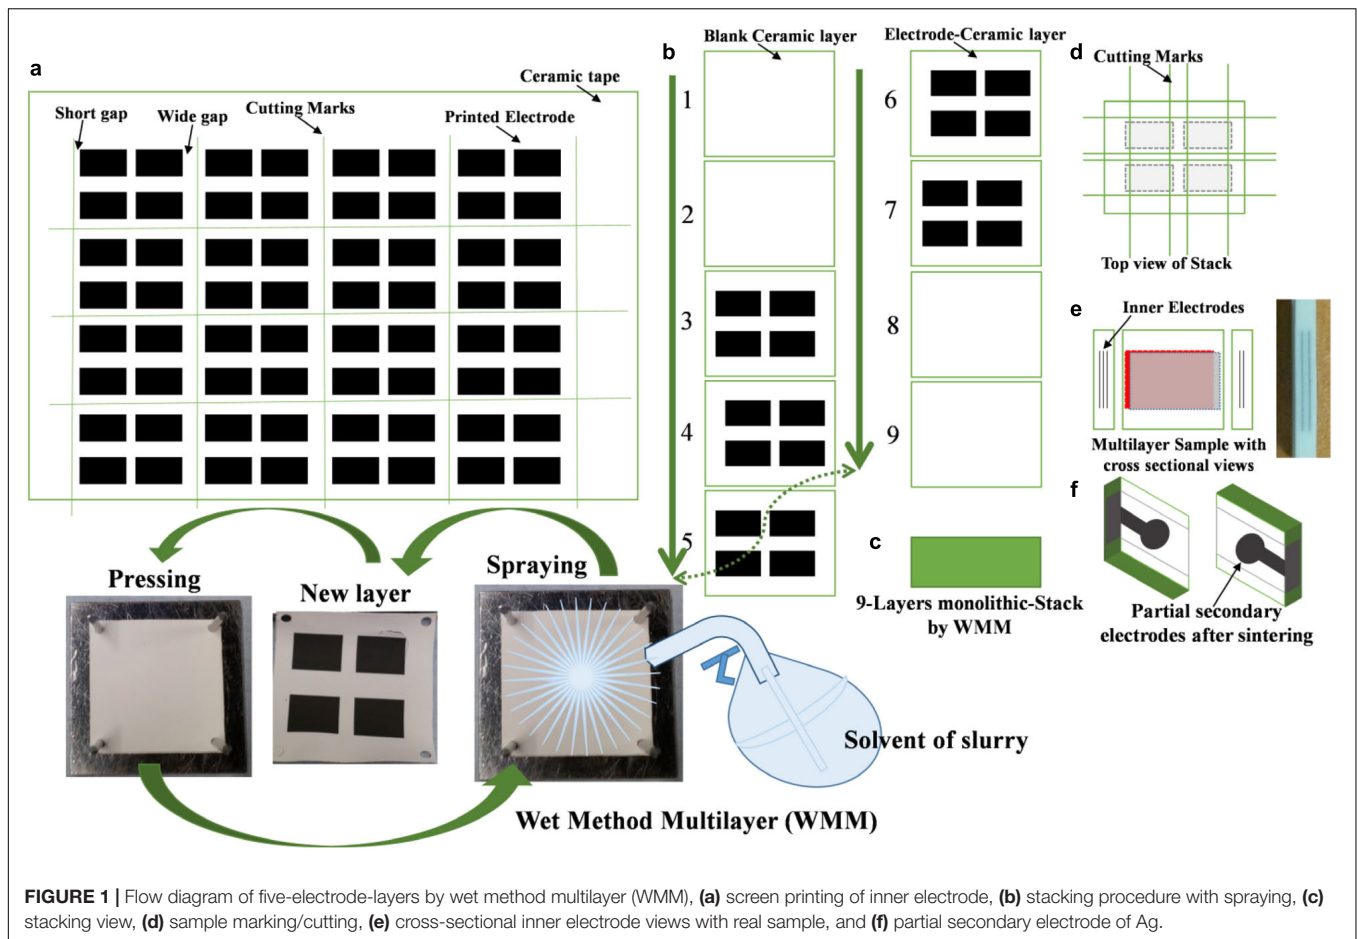 a
Ceramic tape
Short gap
Wide gap
Cutting Marks
Printed Electrode
b
Blank Ceramic layer
Electrode-Ceramic layer
1
2
3
4
5
6
7
8
9
c
9-Layers monolithic-Stack
by WMM
d
Cutting Marks
Top view of Stack
e
Inner Electrodes
Multilayer Sample with
cross sectional views
f
Partial secondary
electrodes after sintering
Pressing
New layer
Spraying
Solvent of slurry
Wet Method Multilayer (WMM)
FIGURE 1 | Flow diagram of five-electrode-layers by wet method multilayer (WMM), (a) screen printing of inner electrode, (b) stacking procedure with spraying, (c)
stacking view, (d) sample marking/cutting, (e) cross-sectional inner electrode views with real sample, and (f) partial secondary electrode of Ag.